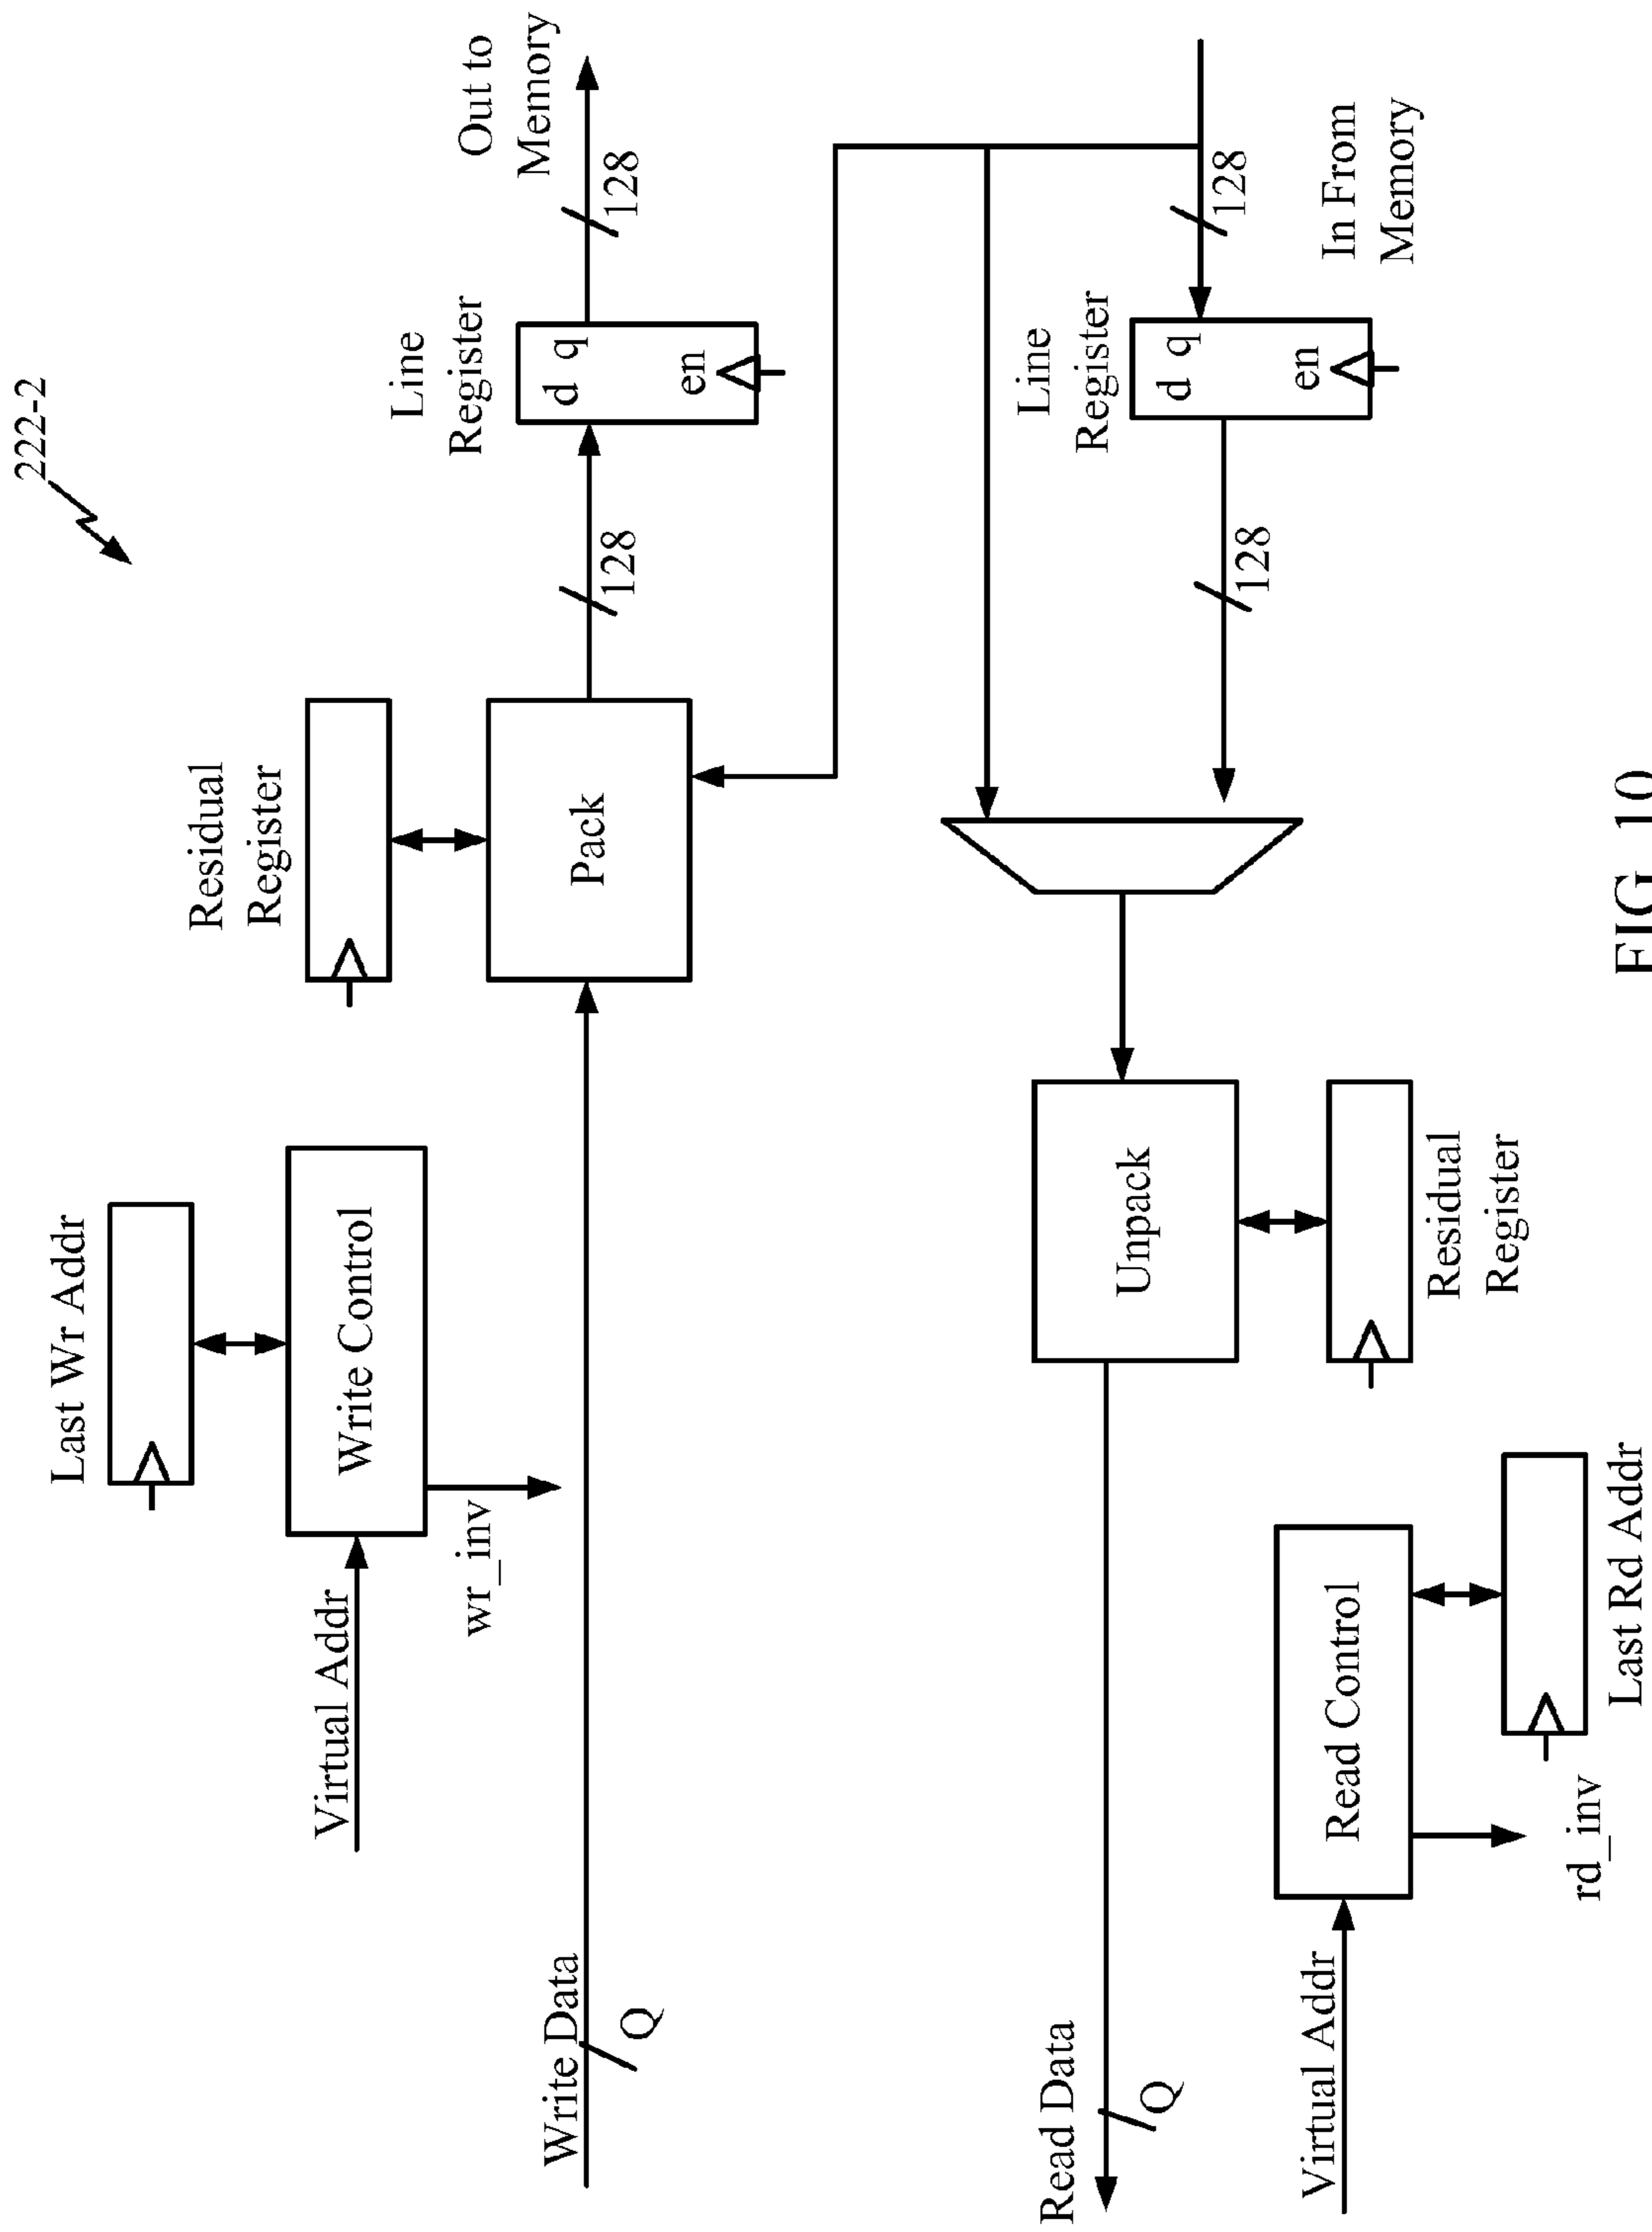 222-2
Last Wr Addr
Virtual Addr
Write Control
wr_inv
Residual
Register
Line
Register
Out to
Memory
Write Data
Q
Pack
128
d q
en
128
Read Data
Q
Unpack
Residual
Register
128
Line
Register
d q
en
128
In From
Memory
Virtual Addr
Read Control
rd_inv
Last Rd Addr
FIG. 10